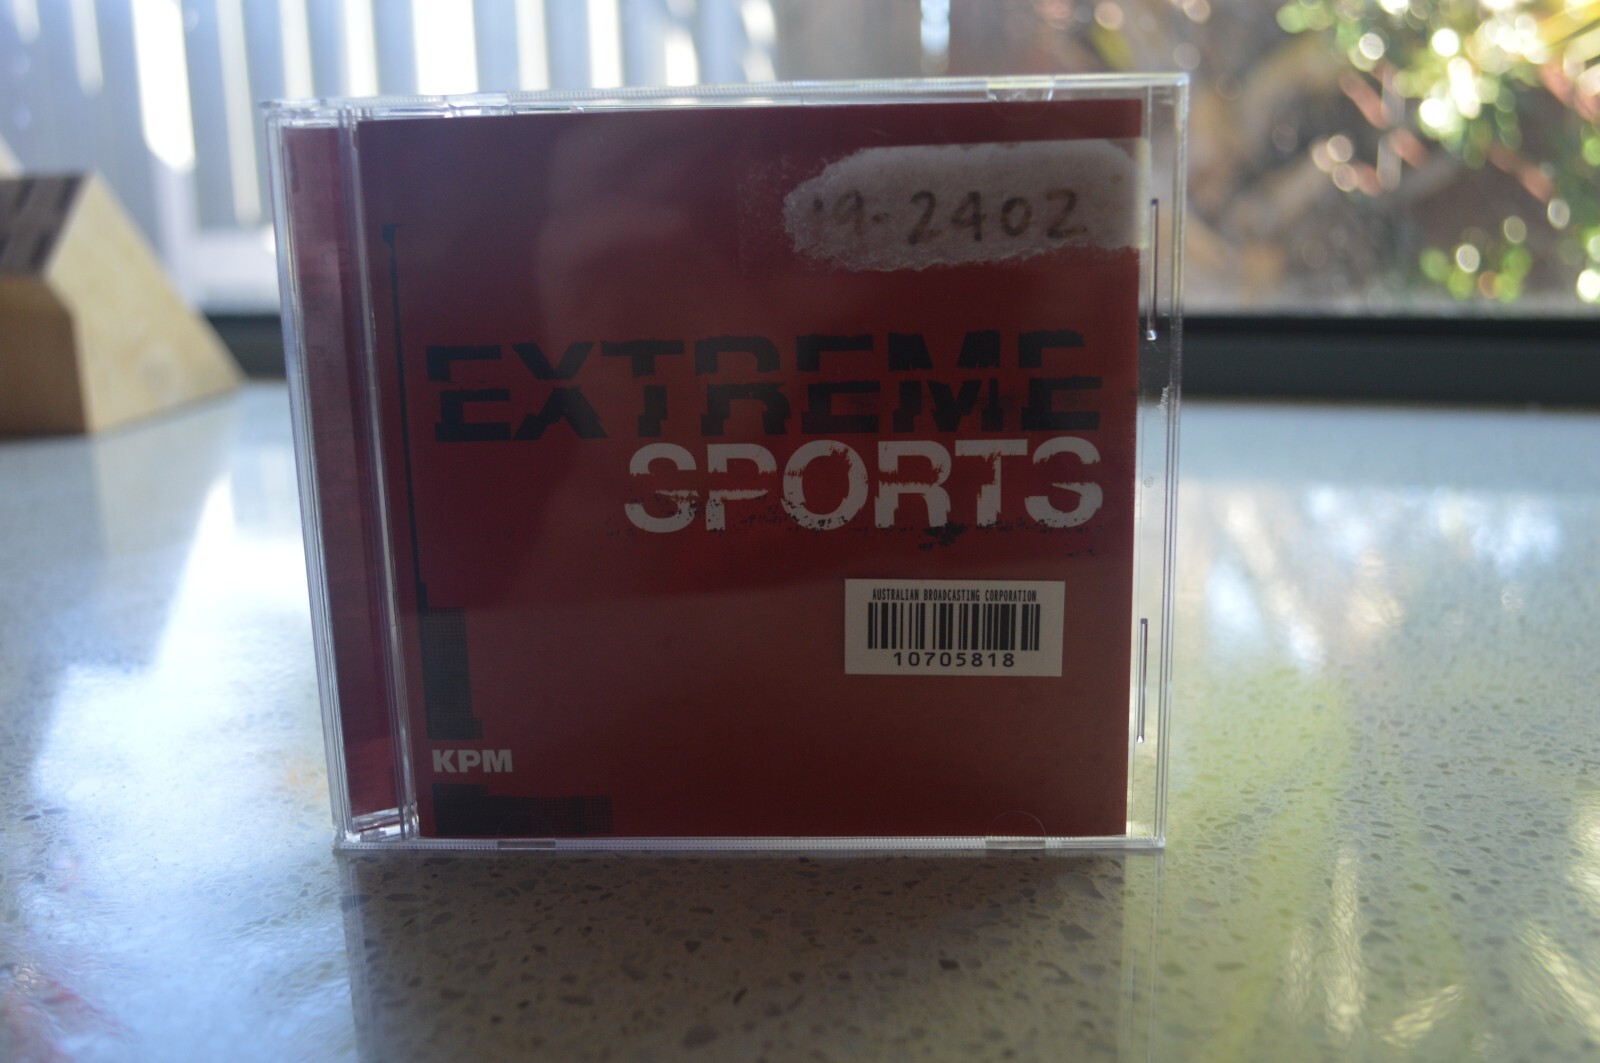 '9-2402
EXTREME
SPORTS
AUSTRALIAN BROADCASTING CORPORATION
10705818
KPM